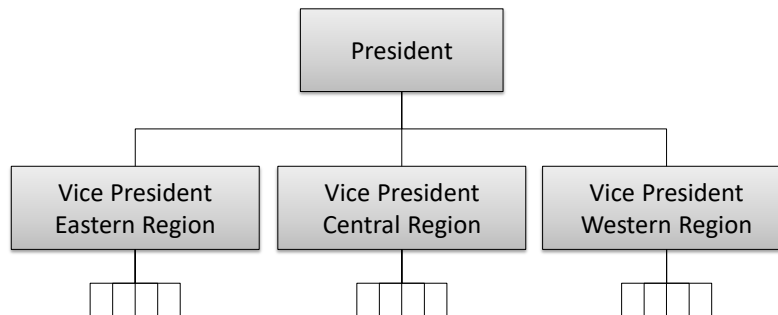 President
Vice President
Eastern Region
Vice President
Central Region
Vice President
Western Region